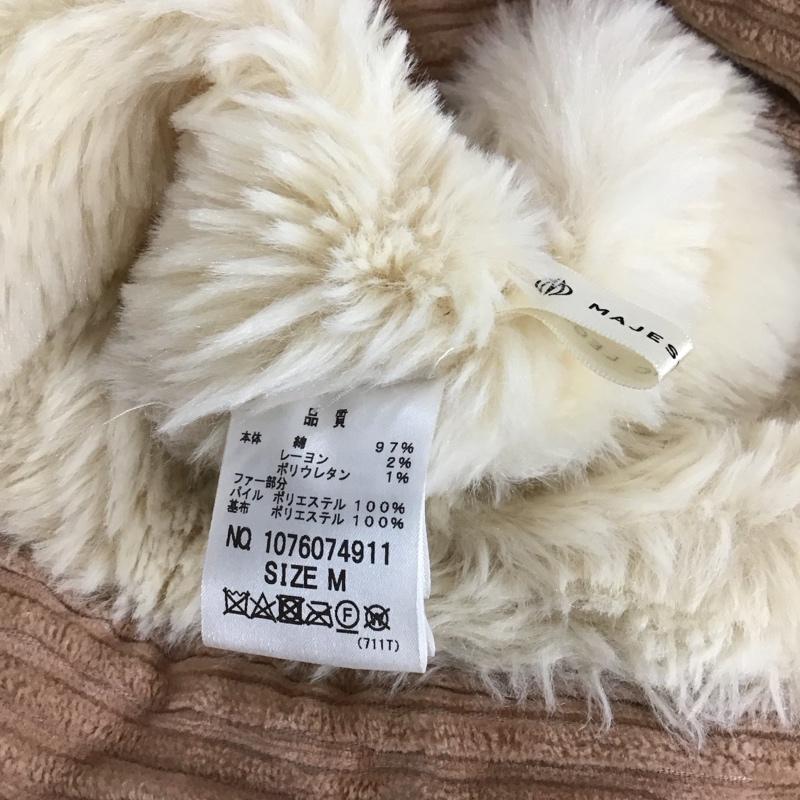 MAJES
C LEG
品質
本体 綿 97%
レーヨン 2%
ポリウレタン 1%
ファー部分
パイル ポリエステル 100%
基布 ポリエステル 100%
NO. 1076074911
SIZE M
F W
(711T)